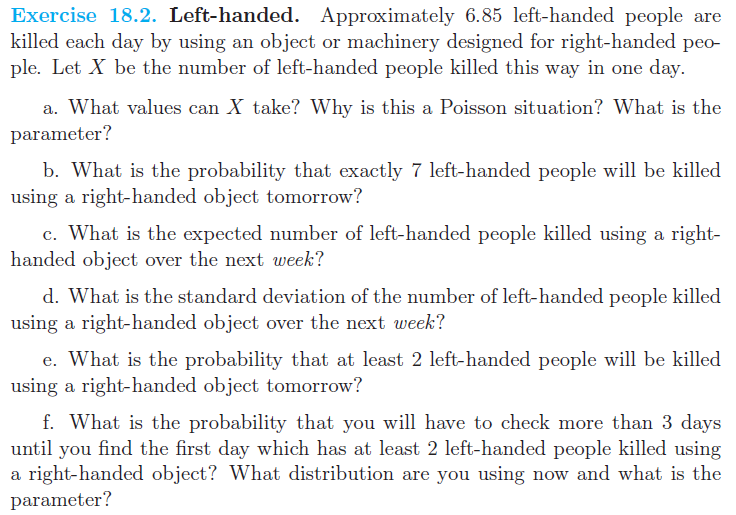 Exercise 18.2. Left-handed. Approximately 6.85 left-handed people are
killed each day by using an object or machinery designed for right-handed peo-
ple. Let X be the number of left-handed people killed this way in one day.
a. What values can X take? Why is this a Poisson situation? What is the
parameter?
b. What is the probability that exactly 7 left-handed people will be killed
using a right-handed object tomorrow?
c. What is the expected number of left-handed people killed using a right-
handed object over the next week?
d. What is the standard deviation of the number of left-handed people killed
using a right-handed object over the next week?
e. What is the probability that at least 2 left-handed people will be killed
using a right-handed object tomorrow?
f. What is the probability that you will have to check more than 3 days
until you find the first day which has at least 2 left-handed people killed using
a right-handed object? What distribution are you using now and what is the
parameter?